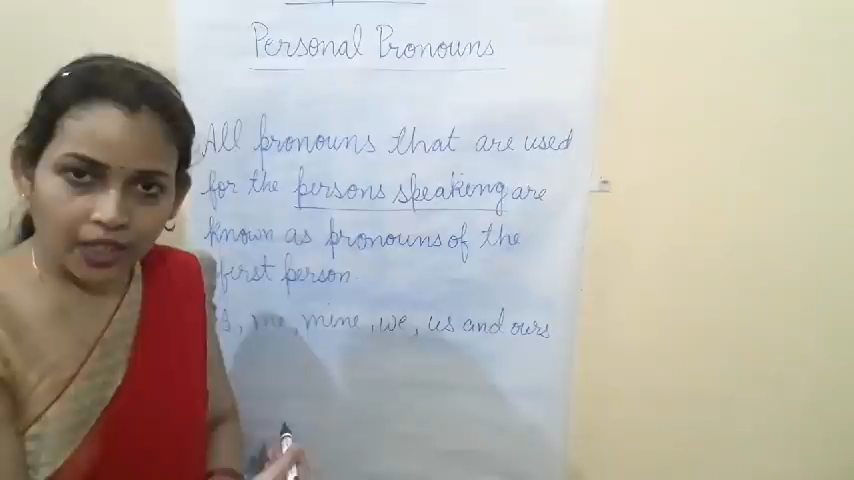 Personal Pronouns
All pronouns that are used
for the persons speaking are
known as pronouns of the
first person.
I, me, mine, we, us and ours